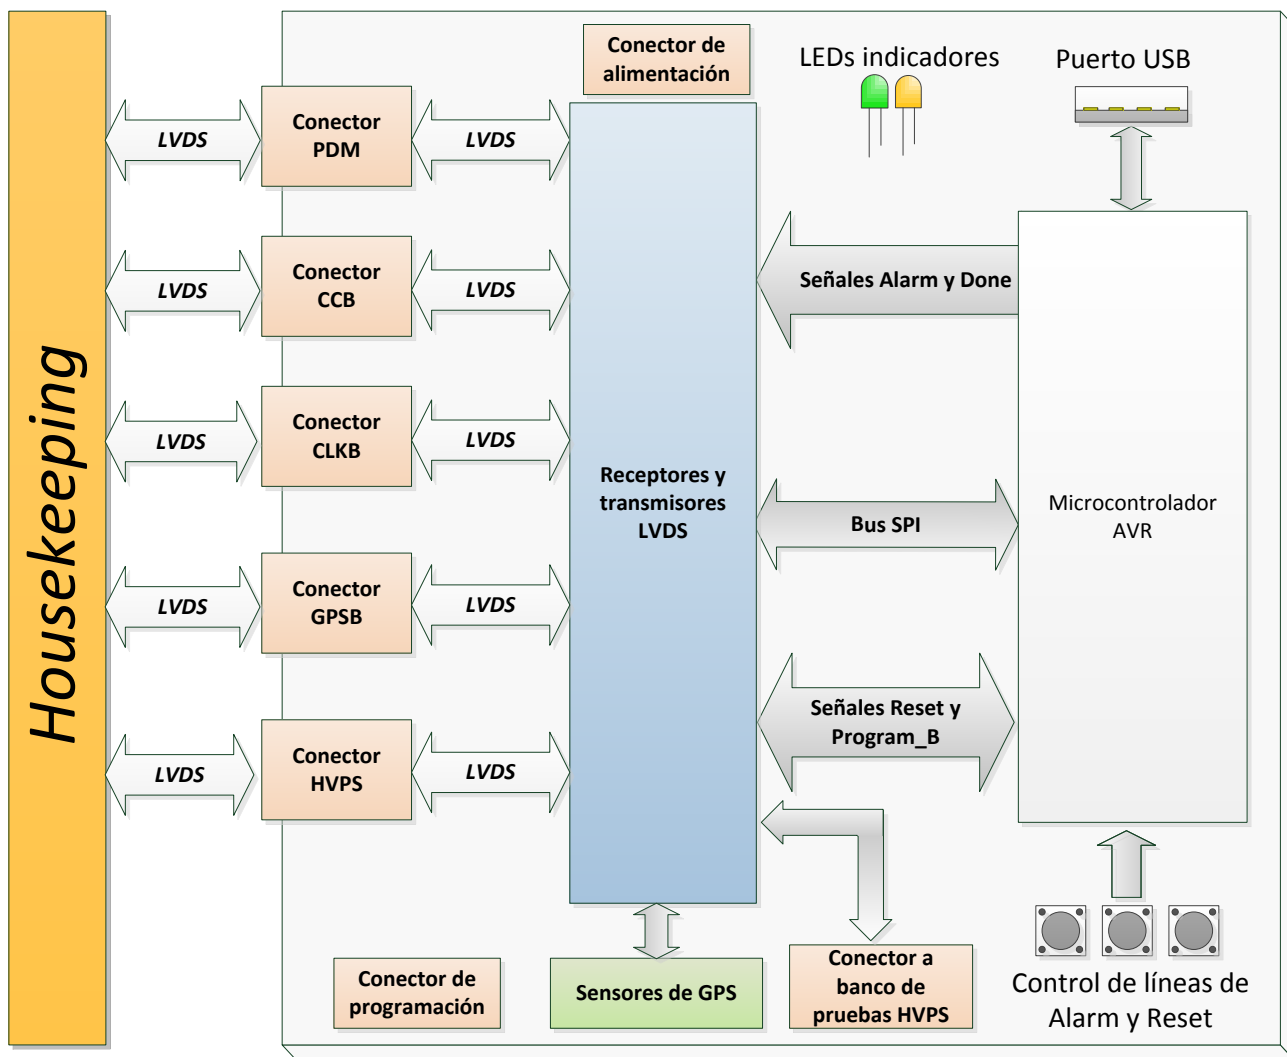 Housekeeping
Conector de
alimentación
LEDs indicadores
Puerto USB
LVDS
Conector
PDM
LVDS
LVDS
Conector
CCB
LVDS
Señales Alarm y Done
LVDS
Conector
CLKB
LVDS
Receptores y
transmisores
LVDS
Bus SPI
Microcontrolador
AVR
LVDS
Conector
GPSB
LVDS
Señales Reset y
Program_B
LVDS
Conector
HVPS
LVDS
Conector de
programación
Sensores de GPS
Conector a
banco de
pruebas HVPS
Control de líneas de
Alarm y Reset